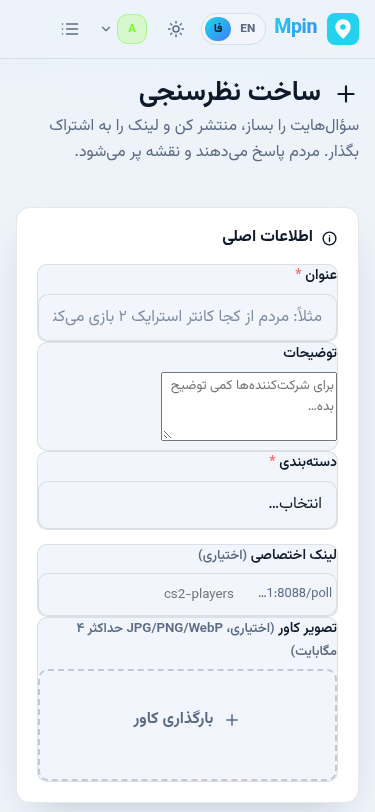 Mpin EN فا A
ساخت نظرسنجی
سؤال‌هایت را بساز، منتشر کن و لینک را به اشتراک
بگذار. مردم پاسخ می‌دهند و نقشه پر می‌شود.
اطلاعات اصلی
عنوان *
مثلاً: مردم از کجا کانتر استرایک ۲ بازی می‌کن
توضیحات
برای شرکت‌کننده‌ها کمی توضیح
بده...
دسته‌بندی *
انتخاب...
لینک اختصاصی (اختیاری)
...1:8088/poll cs2-players
تصویر کاور (اختیاری، JPG/PNG/WebP حداکثر ۴
مگابایت)
بارگذاری کاور